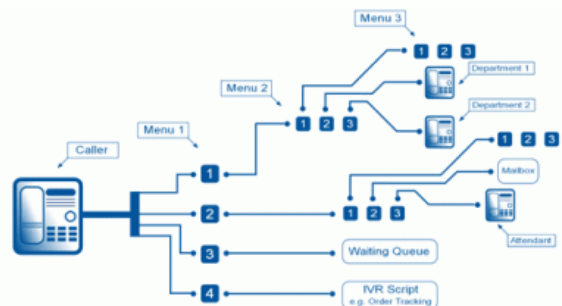 Menu 3
1 2 3
Department 1
Menu 2
1 2 3
Department 2
Menu 1
1 2 3
Caller
1
Mailbox
2
1 2 3
Attendant
3
Waiting Queue
4
IVR Script
e.g. Order Tracking